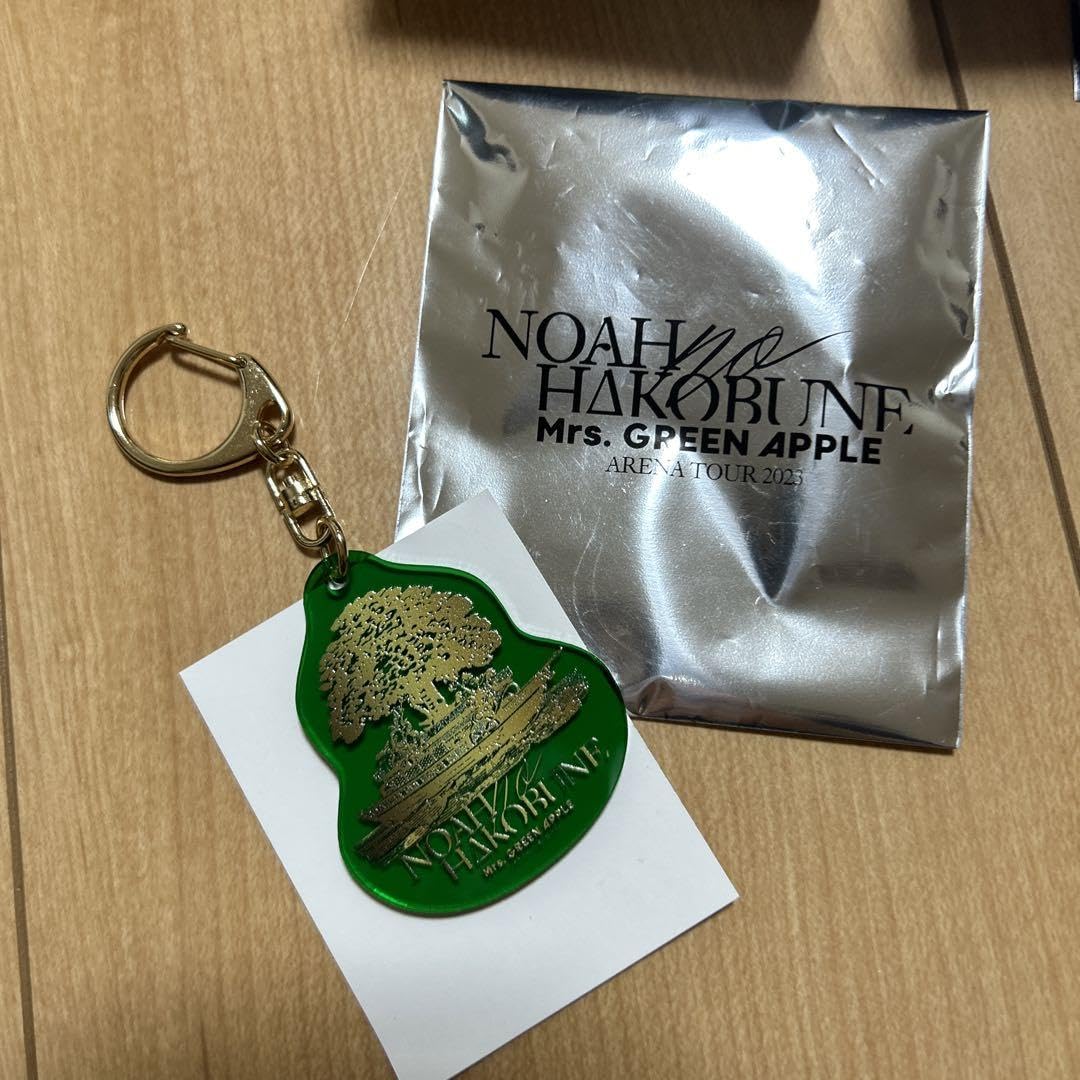 NOAH no
HAKOBUNE
Mrs. GREEN APPLE
ARENA TOUR 2023
NOAH no
HAKOBUNE
Mrs. GREEN APPLE